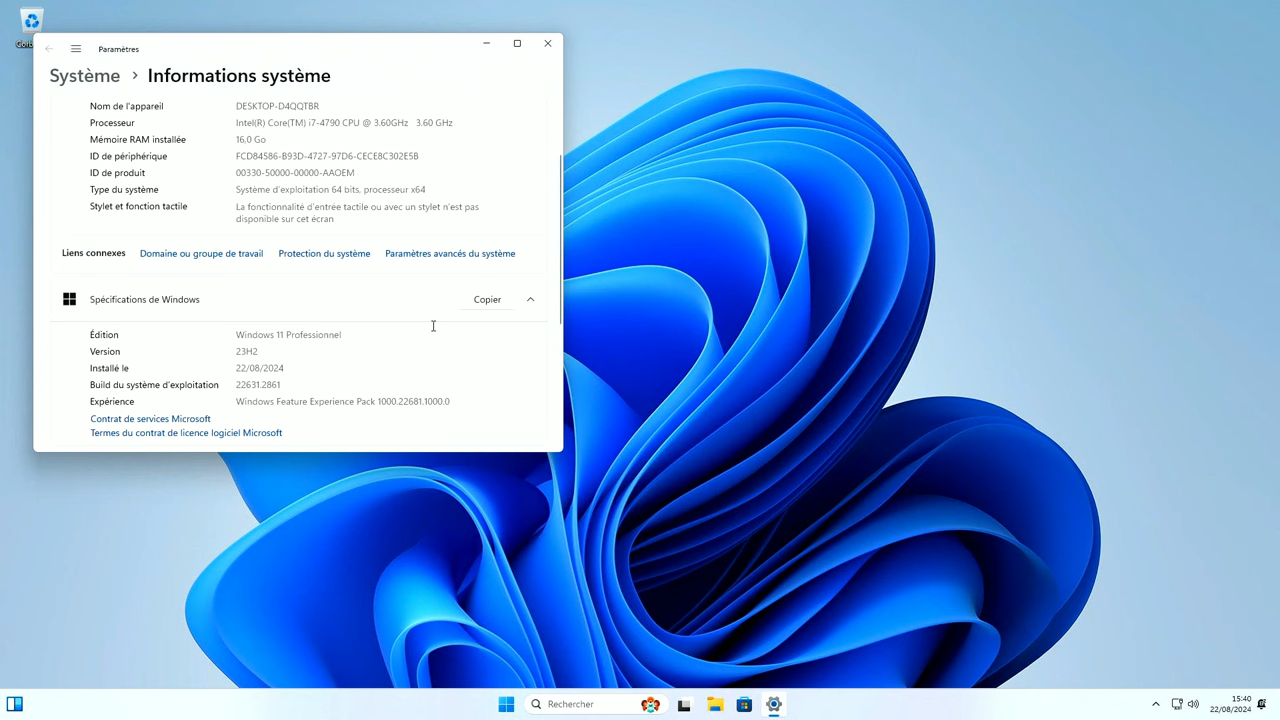 Paramètres
Système > Informations système
Nom de l'appareil DESKTOP-D4QQTBR
Processeur Intel(R) Core(TM) i7-4790 CPU @ 3.60GHz 3.60 GHz
Mémoire RAM installée 16,0 Go
ID de périphérique FCD84586-B93D-4727-97D6-CECE8C302E5B
ID de produit 00330-50000-00000-AAOEM
Type du système Système d'exploitation 64 bits, processeur x64
Stylet et fonction tactile La fonctionnalité d'entrée tactile ou avec un stylet n'est pas
disponible sur cet écran
Liens connexes Domaine ou groupe de travail Protection du système Paramètres avancés du système
Spécifications de Windows Copier
Édition Windows 11 Professionnel
Version 23H2
Installé le 22/08/2024
Build du système d'exploitation 22631.2861
Expérience Windows Feature Experience Pack 1000.22681.1000.0
Contrat de services Microsoft
Termes du contrat de licence logiciel Microsoft
Rechercher
15:40
22/08/2024